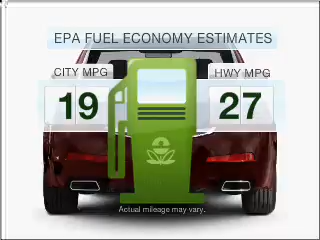 EPA FUEL ECONOMY ESTIMATES
CITY MPG
HWY MPG
19
27
Actual mileage may vary.